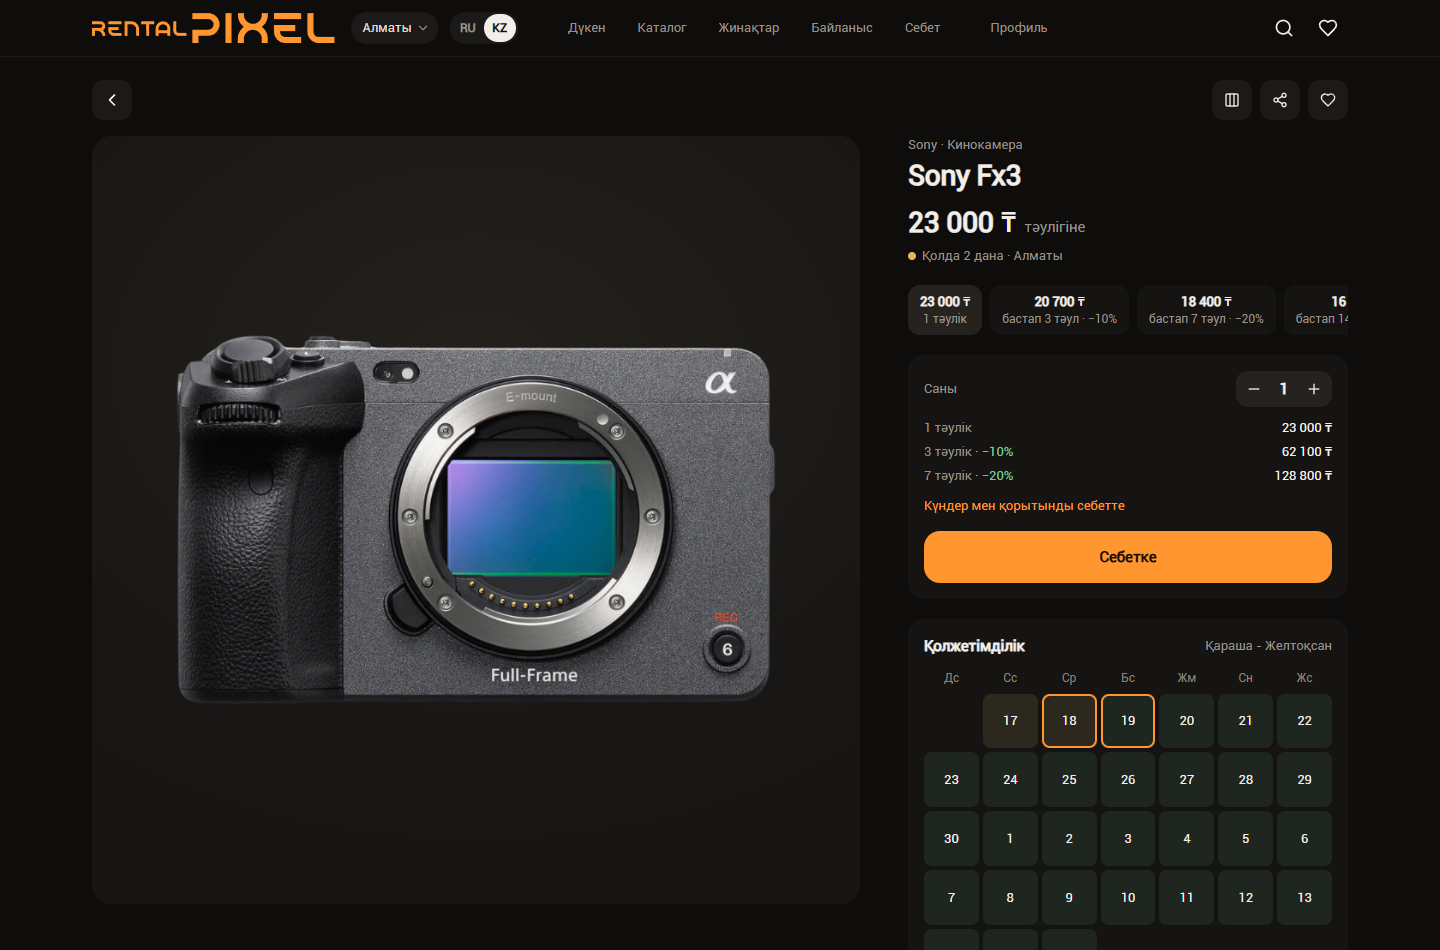 RENTAL PIXEL
Алматы
RU KZ
Дүкен Каталог Жинақтар Байланыс Себет Профиль
Sony · Кинокамера
Sony Fx3
23 000 ₸ тәулігіне
Қолда 2 дана · Алматы
23 000 ₸
1 тәулік
20 700 ₸
бастап 3 тәул · −10%
18 400 ₸
бастап 7 тәул · −20%
16
бастап 14
Саны
− 1 +
1 тәулік 23 000 ₸
3 тәулік · −10% 62 100 ₸
7 тәулік · −20% 128 800 ₸
Күндер мен қорытынды себетте
Себетке
Қолжетімділік Қараша - Желтоқсан
Дс Сс Ср Бс Жм Сн Жс
17 18 19 20 21 22
23 24 25 26 27 28 29
30 1 2 3 4 5 6
7 8 9 10 11 12 13
α
E-mount
REC
6
Full-Frame